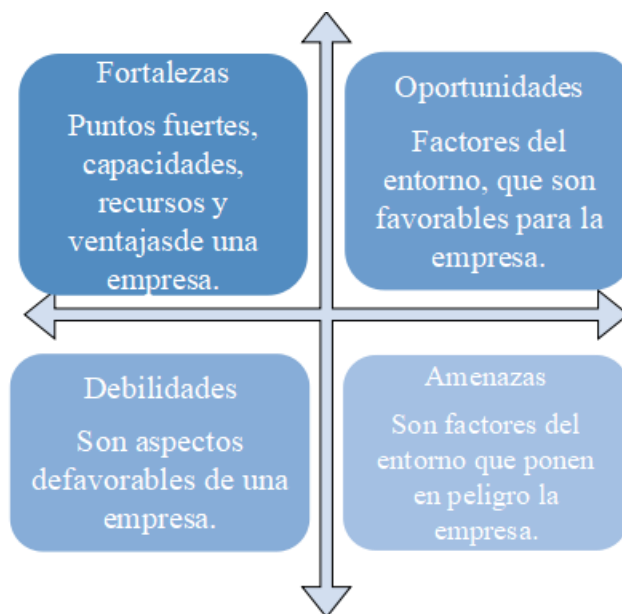 Fortalezas
Puntos fuertes,
capacidades,
recursos y
ventajasde una
empresa.
Oportunidades
Factores del
entorno, que son
favorables para la
empresa.
Debilidades
Son aspectos
defavorables de una
empresa.
Amenazas
Son factores del
entorno que ponen
en peligro la
empresa.